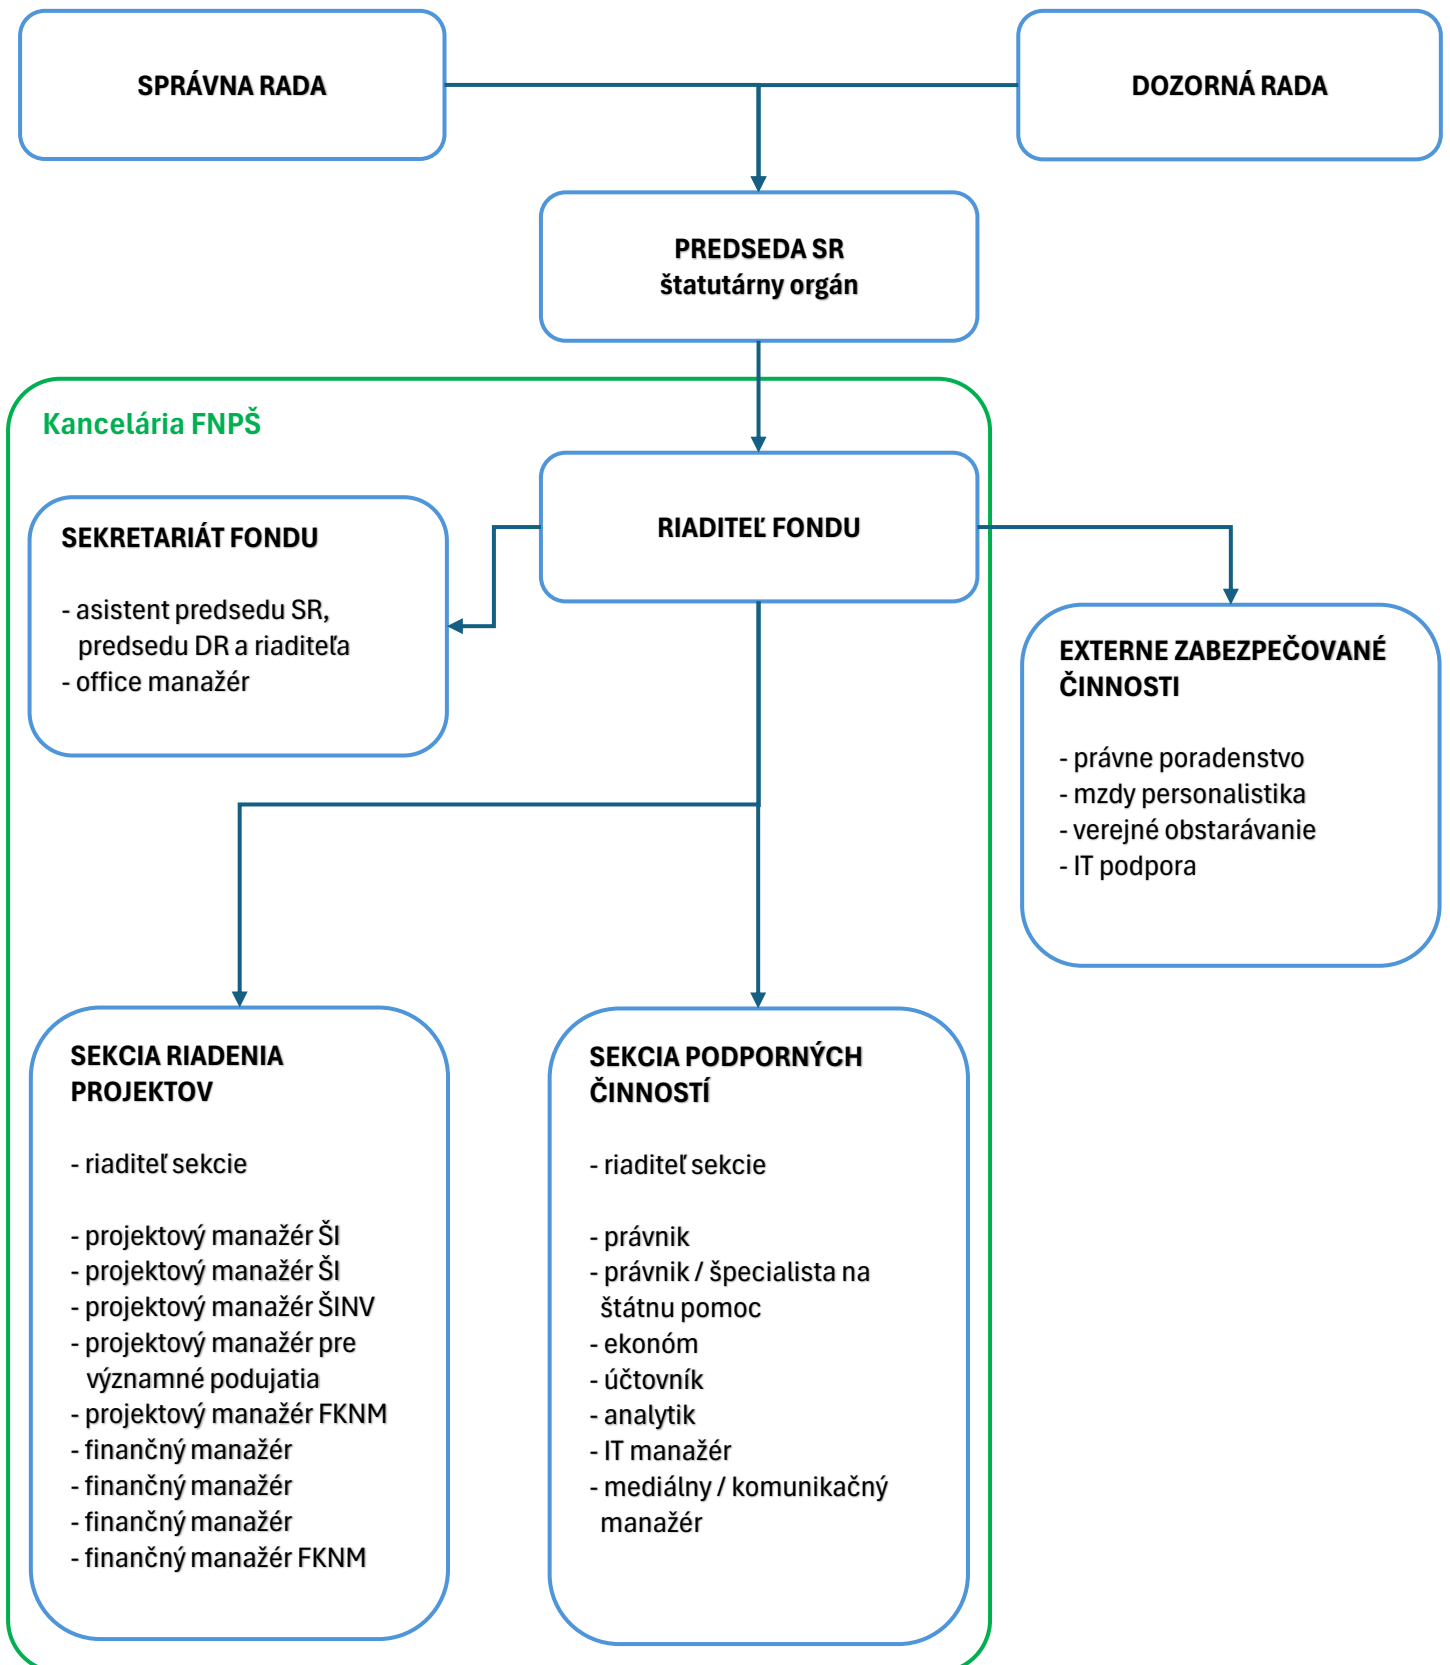 SPRÁVNA RADA
DOZORNÁ RADA
PREDSEDA SR
štatutárny orgán
Kancelária FNPŠ
RIADITEĽ FONDU
SEKRETARIÁT FONDU
- asistent predsedu SR,
predsedu DR a riaditeľa
- office manažér
EXTERNE ZABEZPEČOVANÉ
ČINNOSTI
- právne poradenstvo
- mzdy personalistika
- verejné obstarávanie
- IT podpora
SEKCIA RIADENIA
PROJEKTOV
- riaditeľ sekcie
- projektový manažér ŠI
- projektový manažér ŠI
- projektový manažér ŠINV
- projektový manažér pre
významné podujatia
- projektový manažér FKNM
- finančný manažér
- finančný manažér
- finančný manažér
- finančný manažér FKNM
SEKCIA PODPORNÝCH
ČINNOSTÍ
- riaditeľ sekcie
- právnik
- právnik / špecialista na
štátnu pomoc
- ekonóm
- účtovník
- analytik
- IT manažér
- mediálny / komunikačný
manažér